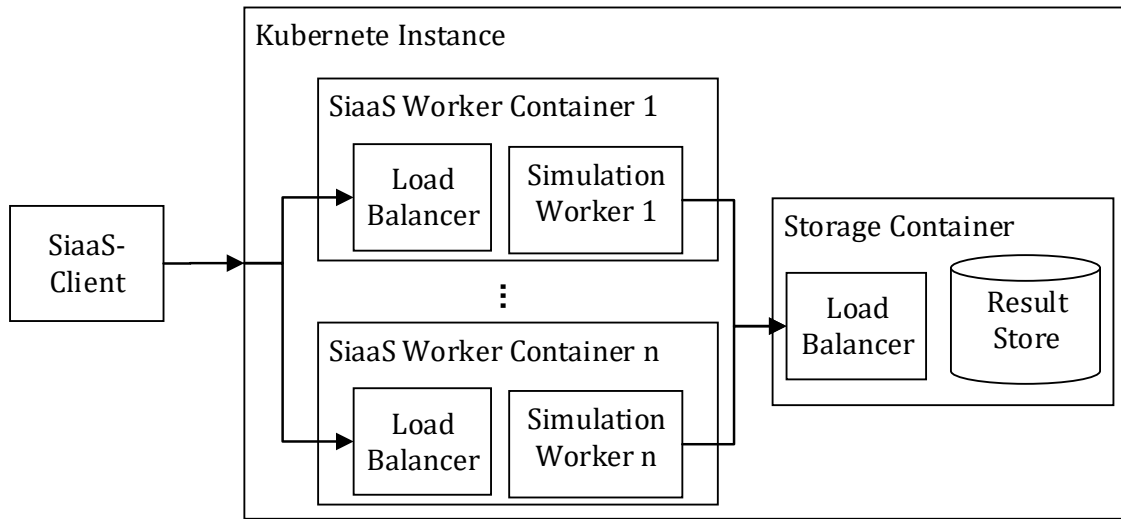 Kubernete Instance
SiaaS Worker Container 1
Load
Balancer
Simulation
Worker 1
SiaaS-
Client
Storage Container
Load
Balancer
Result
Store
⋮
SiaaS Worker Container n
Load
Balancer
Simulation
Worker n